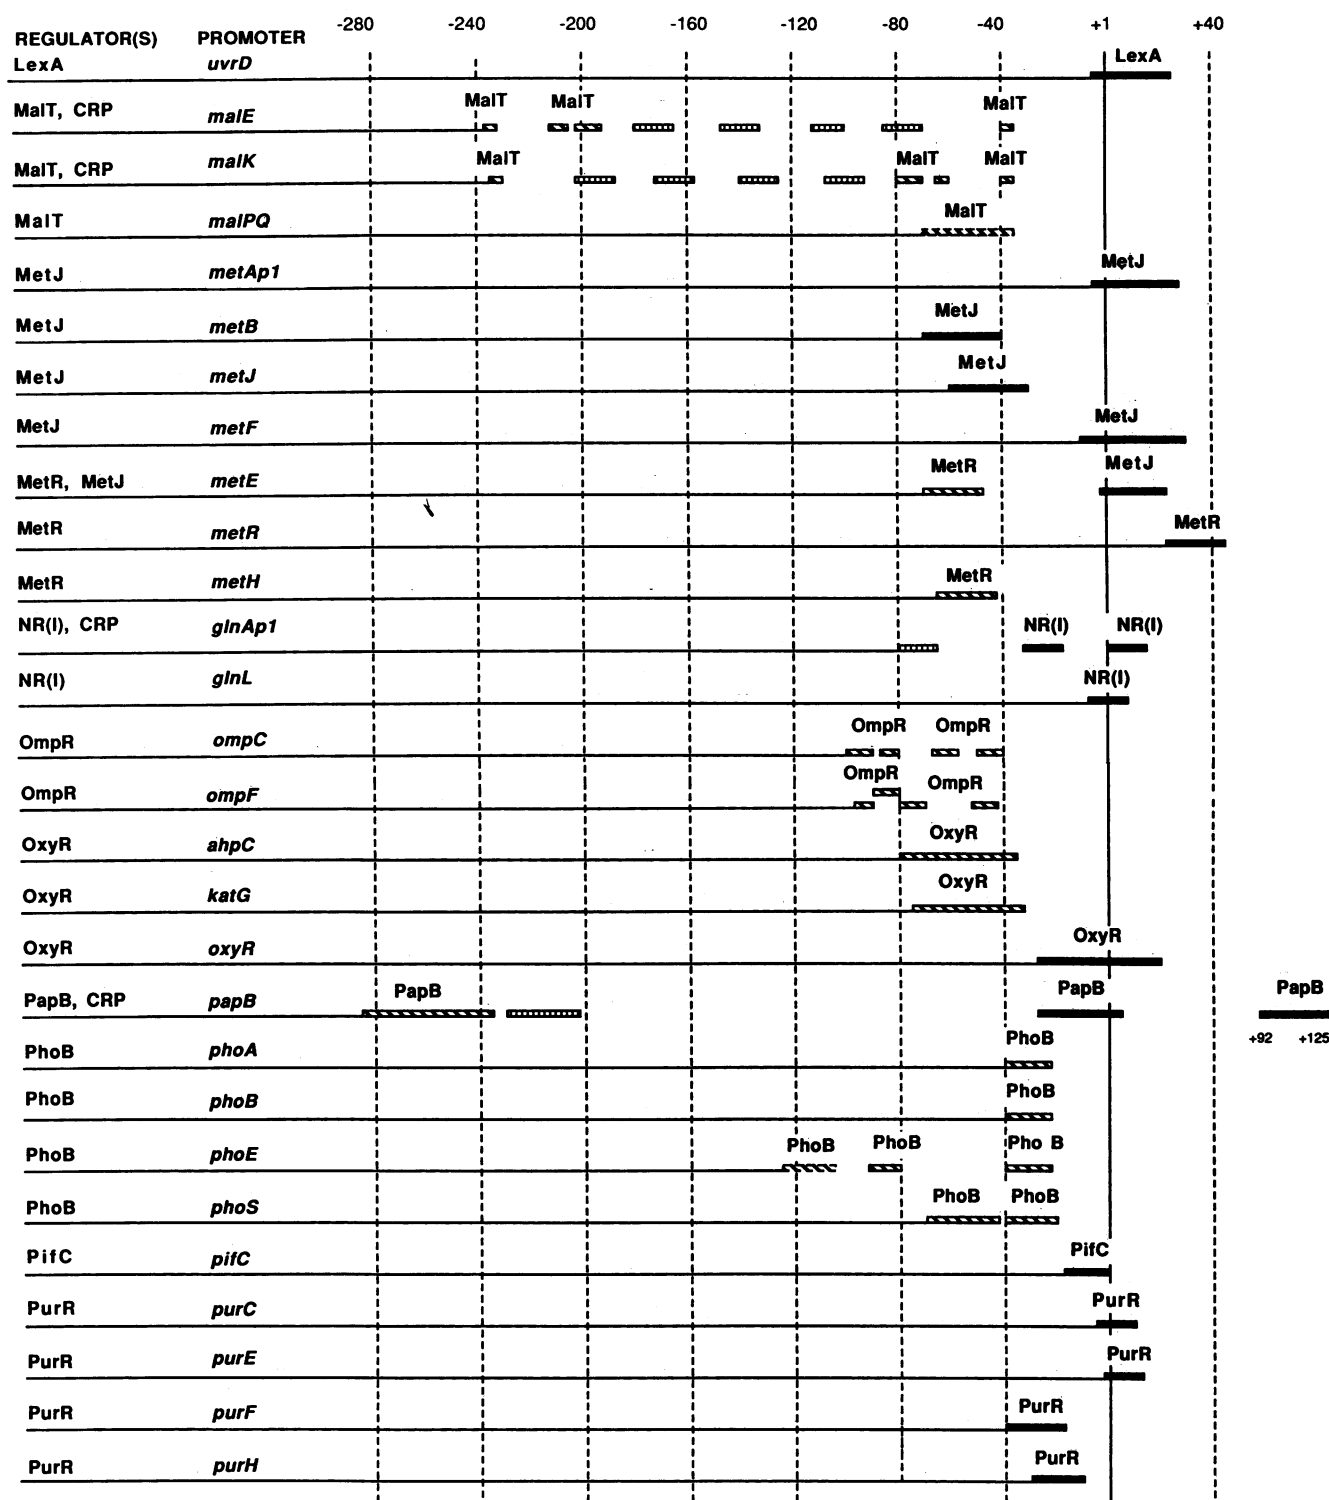 -280 -240 -200 -160 -120 -80 -40 +1 +40
REGULATOR(S) PROMOTER
LexA uvrD LexA
MalT, CRP malE MalT MalT MalT
MalT, CRP malK MalT MalT MalT
MalT malPQ MalT
MetJ metAp1 MetJ
MetJ metB MetJ
MetJ metJ MetJ
MetJ metF MetJ
MetR, MetJ metE MetR MetJ
MetR metR MetR
MetR metH MetR
NR(I), CRP glnAp1 NR(I) NR(I)
NR(I) glnL NR(I)
OmpR ompC OmpR OmpR
OmpR ompF OmpR OmpR
OxyR ahpC OxyR
OxyR katG OxyR
OxyR oxyR OxyR
PapB, CRP papB PapB PapB PapB
+92 +125
PhoB phoA PhoB
PhoB phoB PhoB
PhoB phoE PhoB PhoB Pho B
PhoB phoS PhoB PhoB
PifC pifC PifC
PurR purC PurR
PurR purE PurR
PurR purF PurR
PurR purH PurR